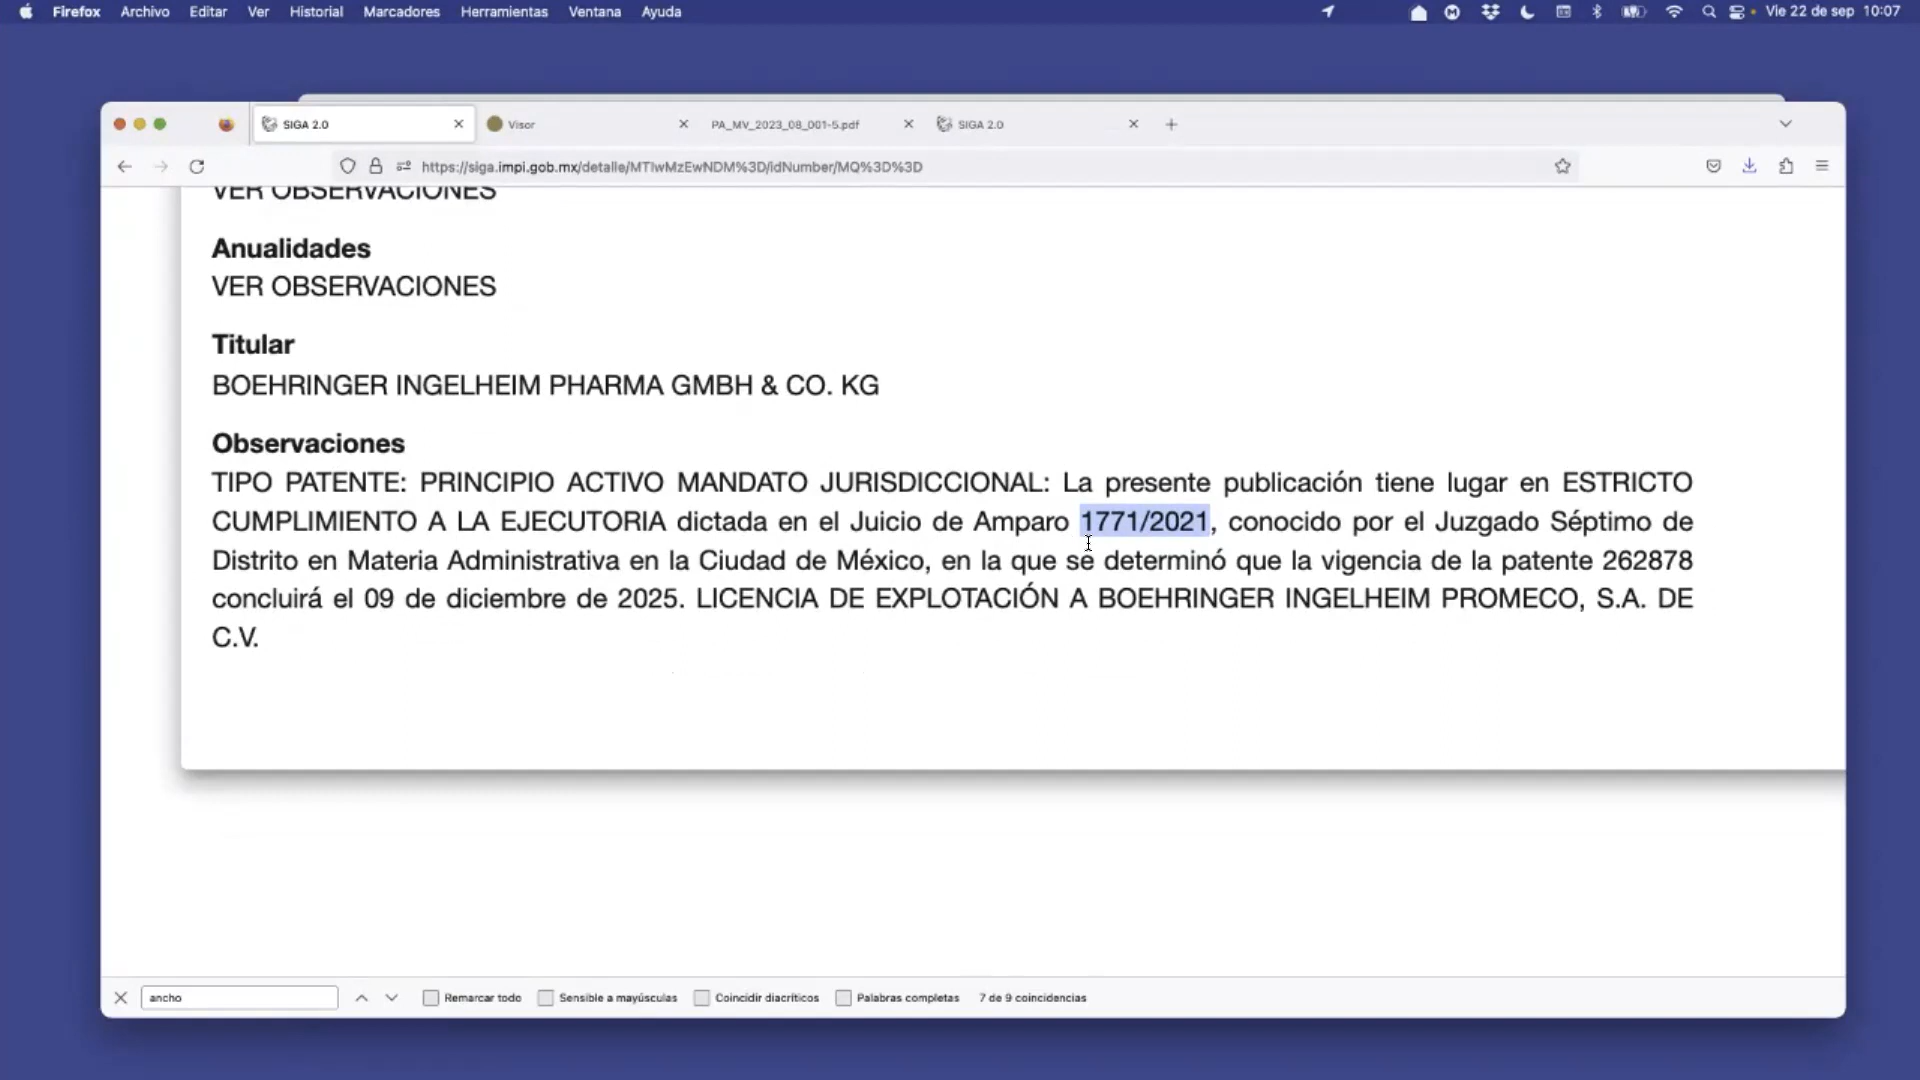 Firefox Archivo Editar Ver Historial Marcadores Herramientas Ventana Ayuda Vie 22 de sep 10:07
SIGA 2.0 Visor PA_MV_2023_08_001-5.pdf SIGA 2.0
https://siga.impi.gob.mx/detalle/MTIwMzEwNDM%3D/idNumber/MQ%3D%3D
VER OBSERVACIONES
Anualidades
VER OBSERVACIONES
Titular
BOEHRINGER INGELHEIM PHARMA GMBH & CO. KG
Observaciones
TIPO PATENTE: PRINCIPIO ACTIVO MANDATO JURISDICCIONAL: La presente publicación tiene lugar en ESTRICTO
CUMPLIMIENTO A LA EJECUTORIA dictada en el Juicio de Amparo 1771/2021, conocido por el Juzgado Séptimo de
Distrito en Materia Administrativa en la Ciudad de México, en la que se determinó que la vigencia de la patente 262878
concluirá el 09 de diciembre de 2025. LICENCIA DE EXPLOTACIÓN A BOEHRINGER INGELHEIM PROMECO, S.A. DE
C.V.
ancho Remarcar todo Sensible a mayúsculas Coincidir diacríticos Palabras completas 7 de 9 coincidencias